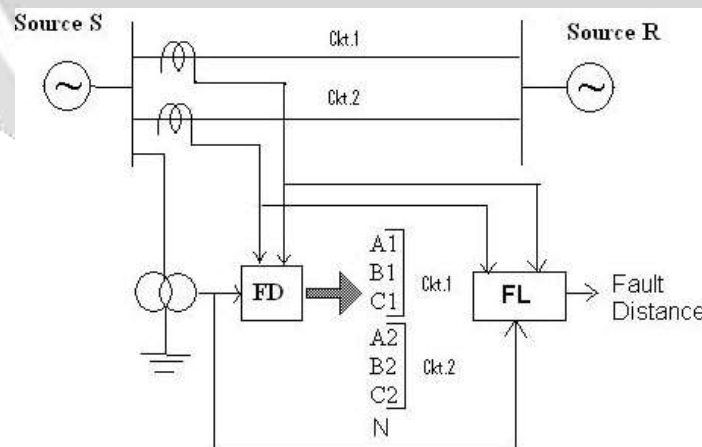 Source S
Ckt.1
Source R
~
Ckt.2
~
A1
B1
C1
Ckt.1
FD
FL
Fault
Distance
A2
B2
C2
Ckt.2
N